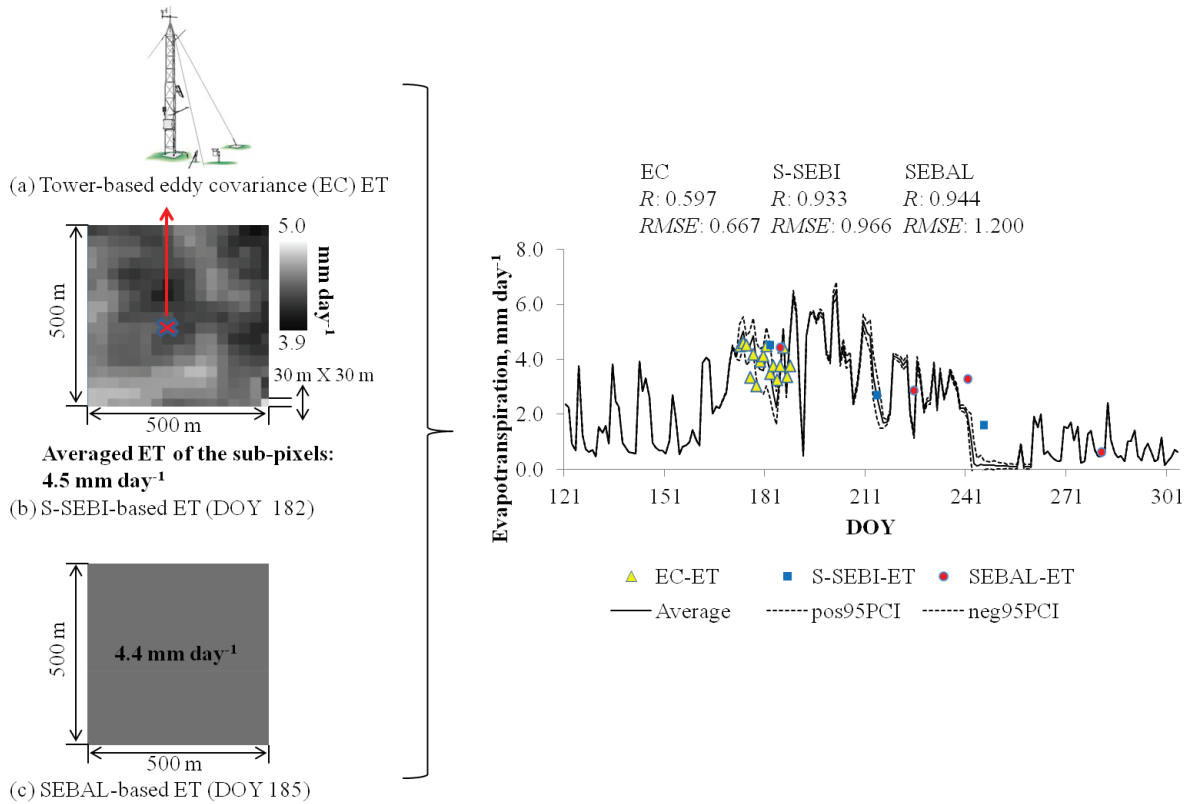 (a) Tower-based eddy covariance (EC) ET
500 m
5.0
mm day⁻¹
3.9
30 m X 30 m
500 m
Averaged ET of the sub-pixels:
4.5 mm day⁻¹
(b) S-SEBI-based ET (DOY 182)
500 m
4.4 mm day⁻¹
500 m
(c) SEBAL-based ET (DOY 185)
EC S-SEBI SEBAL
R: 0.597 R: 0.933 R: 0.944
RMSE: 0.667 RMSE: 0.966 RMSE: 1.200
Evapotranspiration, mm day⁻¹
8.0
6.0
4.0
2.0
0.0
121 151 181 211 241 271 301
DOY
EC-ET S-SEBI-ET SEBAL-ET
Average pos95PCI neg95PCI